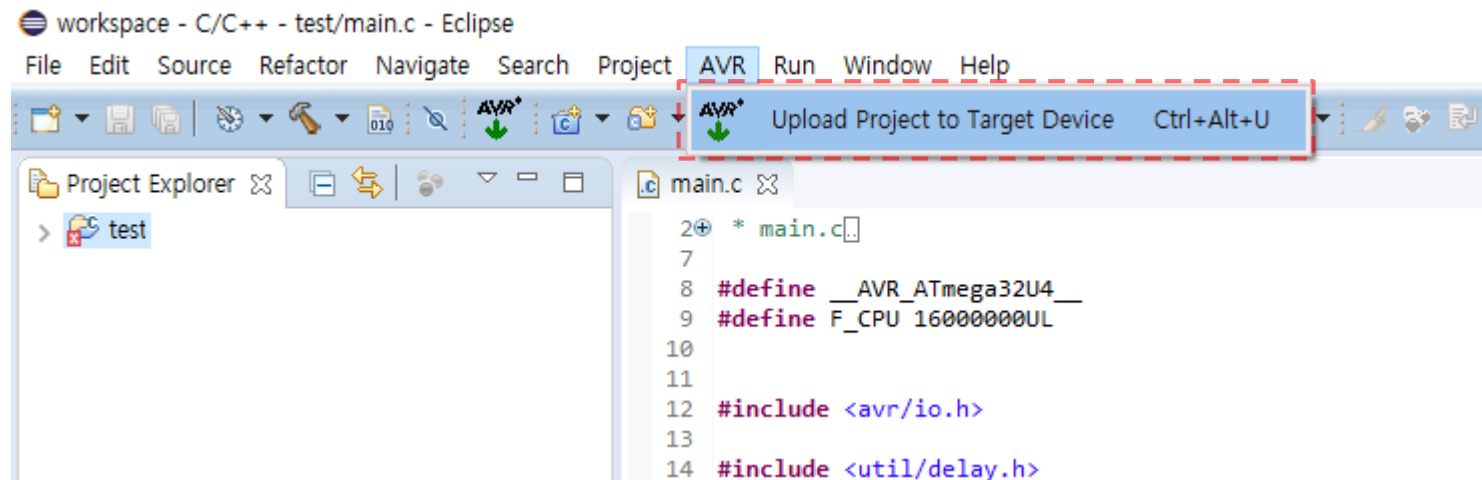 workspace - C/C++ - test/main.c - Eclipse
File Edit Source Refactor Navigate Search Project AVR Run Window Help
010 AVR C C AVR Upload Project to Target Device Ctrl+Alt+U
Project Explorer .c main.c
test
2 * main.c
7
8 #define __AVR_ATmega32U4__
9 #define F_CPU 16000000UL
10
11
12 #include <avr/io.h>
13
14 #include <util/delay.h>